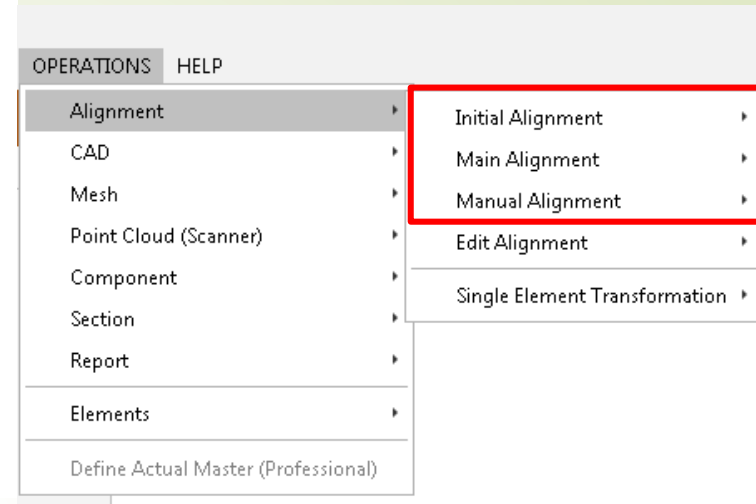 OPERATIONS HELP
Alignment
CAD
Mesh
Point Cloud (Scanner)
Component
Section
Report
Elements
Define Actual Master (Professional)
Initial Alignment
Main Alignment
Manual Alignment
Edit Alignment
Single Element Transformation